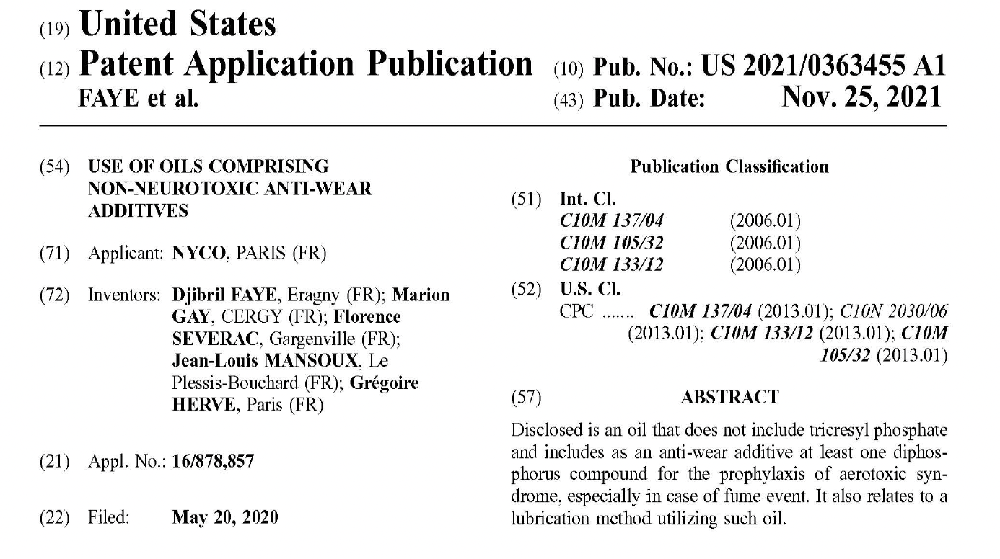 (19) United States
(12) Patent Application Publication
(10) Pub. No.: US 2021/0363455 A1
FAYE et al.
(43) Pub. Date: Nov. 25, 2021
(54) USE OF OILS COMPRISING
NON-NEUROTOXIC ANTI-WEAR
ADDITIVES
(71) Applicant: NYCO, PARIS (FR)
(72) Inventors: Djibril FAYE, Eragny (FR); Marion
GAY, CERGY (FR); Florence
SEVERAC, Gargenville (FR);
Jean-Louis MANSOUX, Le
Plessis-Bouchard (FR); Grégoire
HERVE, Paris (FR)
(21) Appl. No.: 16/878,857
(22) Filed: May 20, 2020
Publication Classification
(51) Int. Cl.
C10M 137/04 (2006.01)
C10M 105/32 (2006.01)
C10M 133/12 (2006.01)
(52) U.S. Cl.
CPC ....... C10M 137/04 (2013.01); C10N 2030/06
(2013.01); C10M 133/12 (2013.01); C10M
105/32 (2013.01)
(57) ABSTRACT
Disclosed is an oil that does not include tricresyl phosphate
and includes as an anti-wear additive at least one diphos-
phorus compound for the prophylaxis of aerotoxic syn-
drome, especially in case of fume event. It also relates to a
lubrication method utilizing such oil.